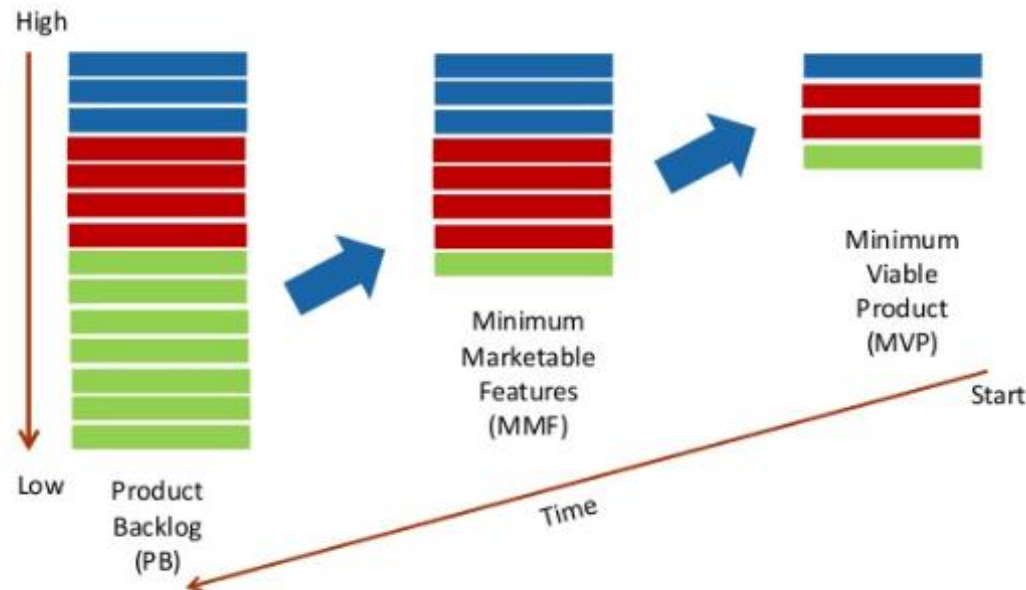 High
Low
Product
Backlog
(PB)
Minimum
Marketable
Features
(MMF)
Minimum
Viable
Product
(MVP)
Start
Time